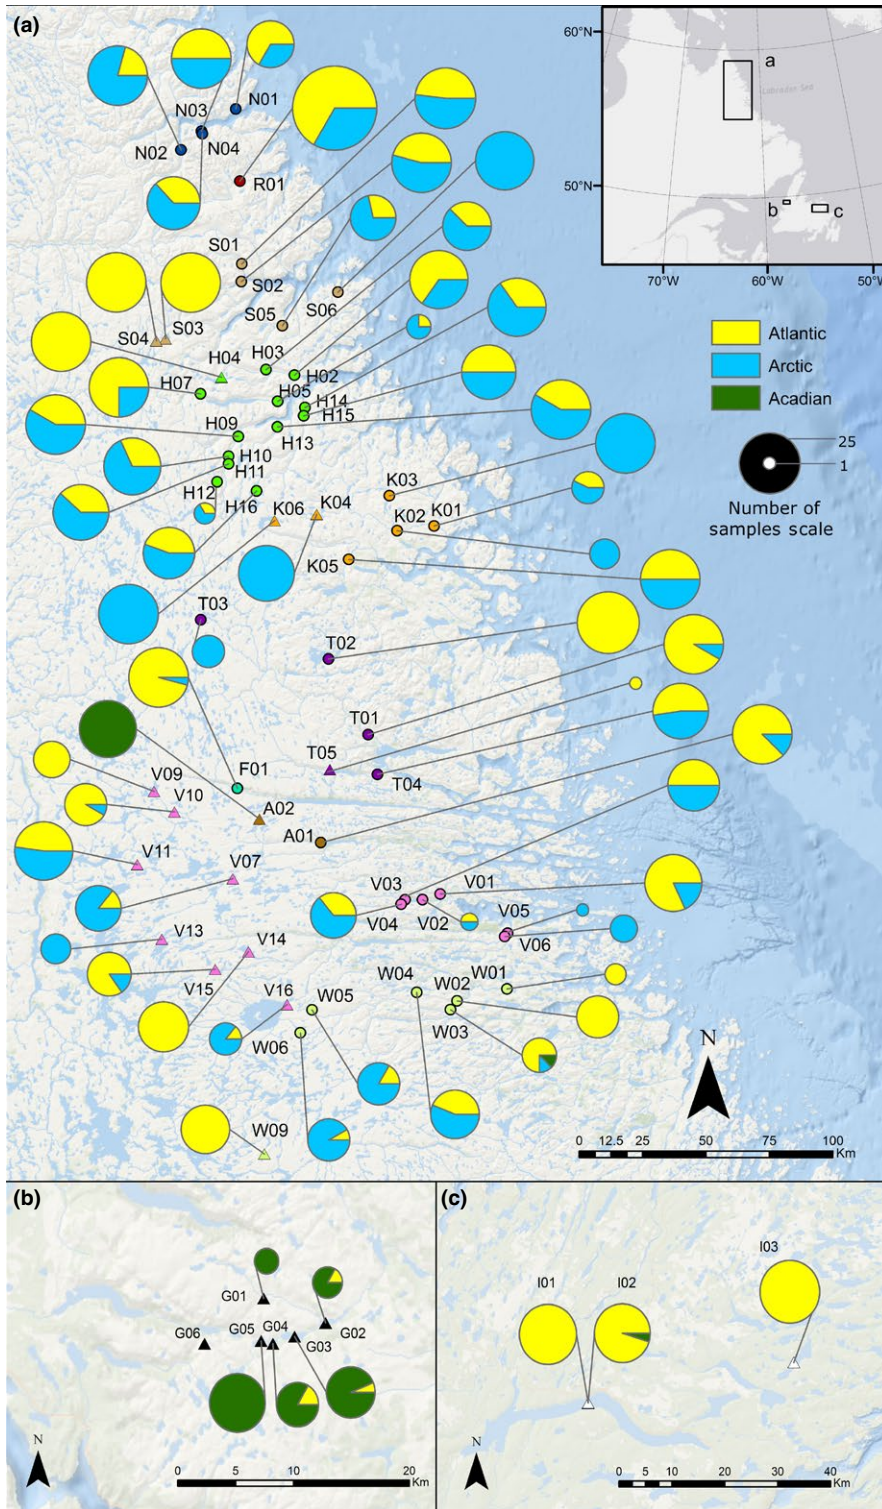 (a)
60°N
a
Labrador Sea
50°N
b
c
70°W
60°W
50°W
N03
N01
N04
N02
R01
S01
S02
S06
S05
S04
S03
H04
H03
H02
H07
H05
H14
H15
H09
H13
H10
H11
H12
H16
K06
K04
K03
K02
K01
K05
T03
T02
T01
T05
T04
F01
V09
V10
A02
A01
V11
V07
V03
V01
V04
V02
V05
V06
V13
V14
V15
V16
W05
W04
W02
W01
W03
W06
W09
Atlantic
Arctic
Acadian
25
1
Number of
samples scale
N
0 12.5 25 50 75 100
Km
(b)
G01
G02
G06
G05
G04
G03
N
0 5 10 20
Km
(c)
I01
I02
I03
N
0 5 10 20 30 40
Km